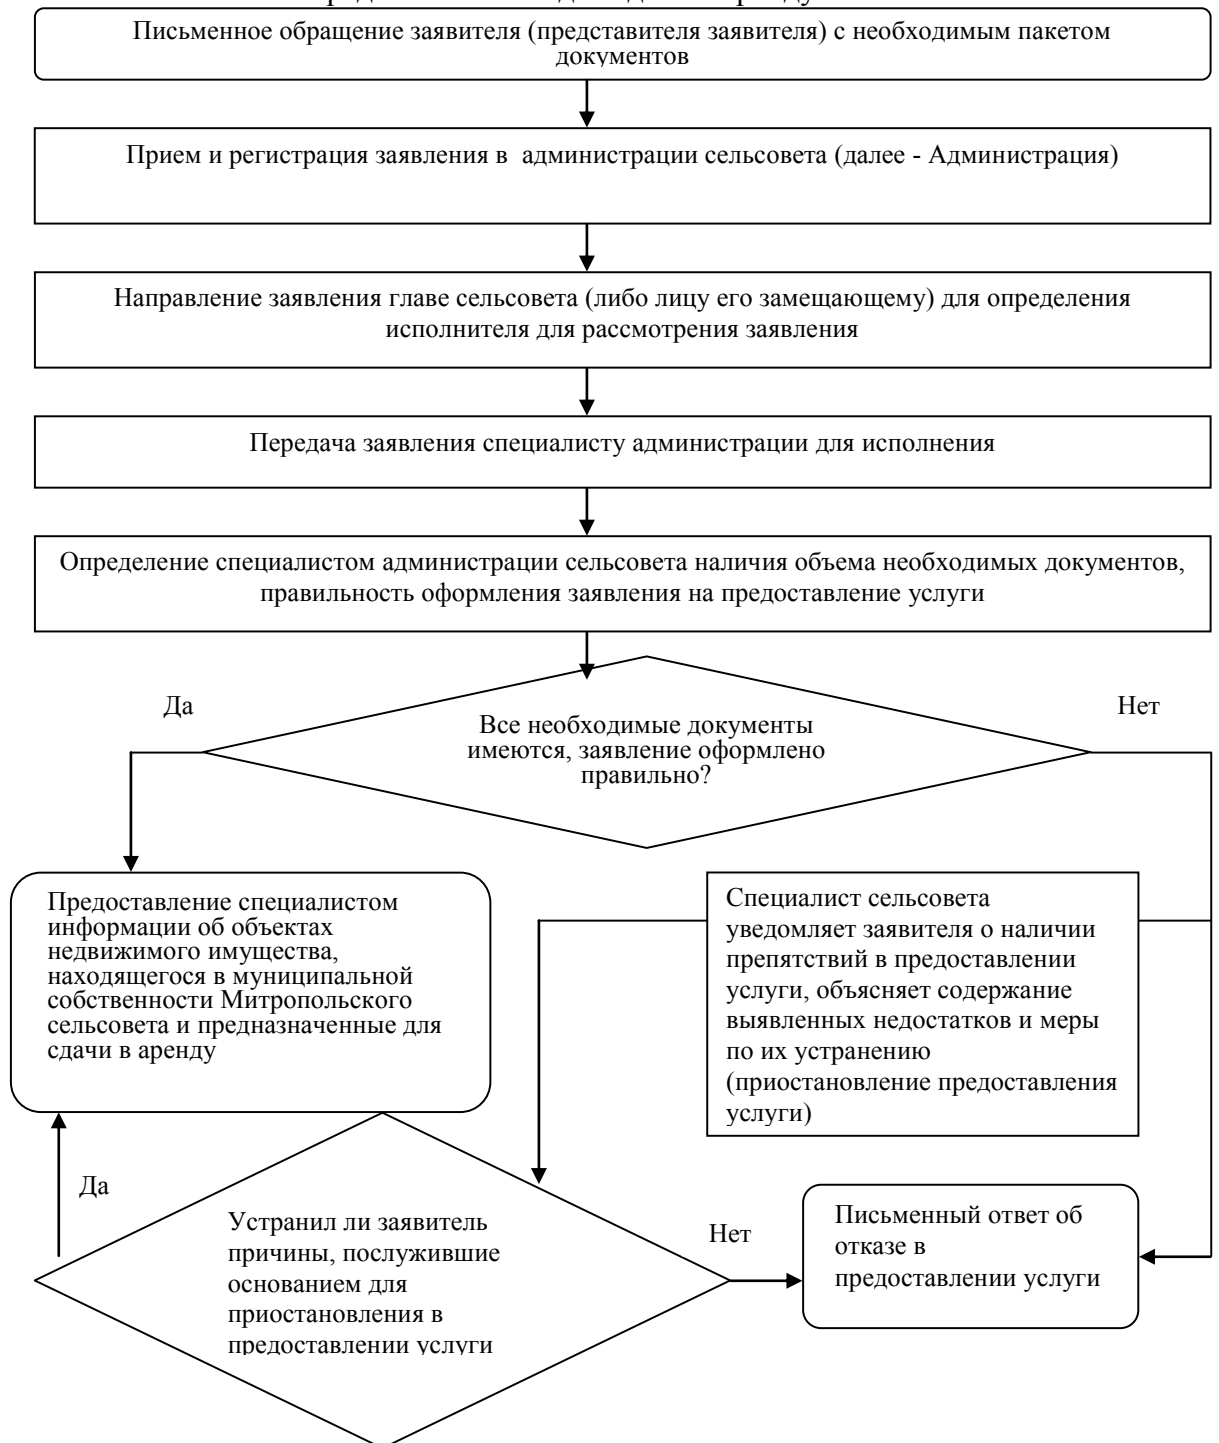 Письменное обращение заявителя (представителя заявителя) с необходимым пакетом
документов
Прием и регистрация заявления в администрации сельсовета (далее - Администрация)
Направление заявления главе сельсовета (либо лицу его замещающему) для определения
исполнителя для рассмотрения заявления
Передача заявления специалисту администрации для исполнения
Определение специалистом администрации сельсовета наличия объема необходимых документов,
правильность оформления заявления на предоставление услуги
Да
Нет
Все необходимые документы
имеются, заявление оформлено
правильно?
Предоставление специалистом
информации об объектах
недвижимого имущества,
находящегося в муниципальной
собственности Митропольского
сельсовета и предназначенные для
сдачи в аренду
Специалист сельсовета
уведомляет заявителя о наличии
препятствий в предоставлении
услуги, объясняет содержание
выявленных недостатков и меры
по их устранению
(приостановление предоставления
услуги)
Да
Устранил ли заявитель
причины, послужившие
основанием для
приостановления в
предоставлении услуги
Нет
Письменный ответ об
отказе в
предоставлении услуги